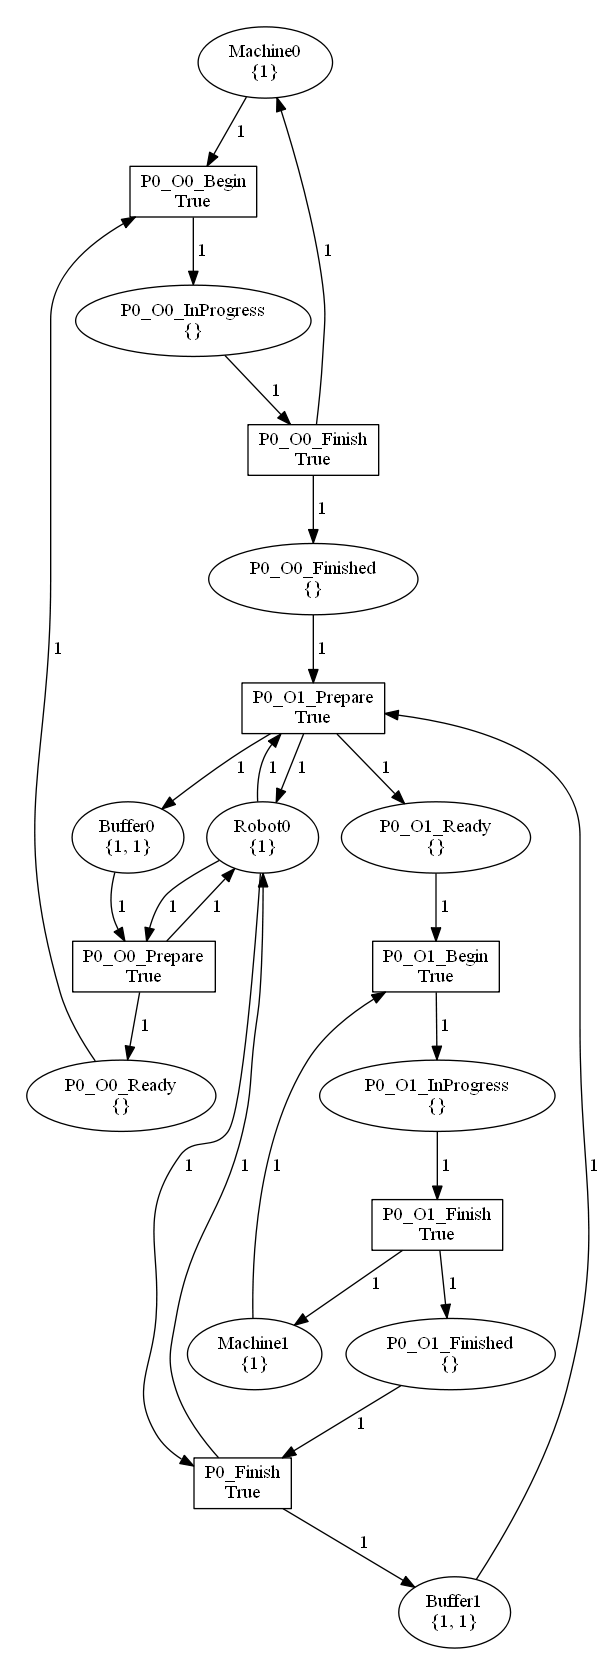 Machine0
{1}
1
P0_O0_Begin
True
1
1
P0_O0_InProgress
{}
1
P0_O0_Finish
True
1
P0_O0_Finished
{}
1
1
P0_O1_Prepare
True
1
1
1
1
Buffer0
{1, 1}
Robot0
{1}
P0_O1_Ready
{}
1
1
1
1
P0_O0_Prepare
True
P0_O1_Begin
True
1
1
P0_O0_Ready
{}
P0_O1_InProgress
{}
1
1
1
1
1
P0_O1_Finish
True
1
1
Machine1
{1}
P0_O1_Finished
{}
1
P0_Finish
True
1
Buffer1
{1, 1}